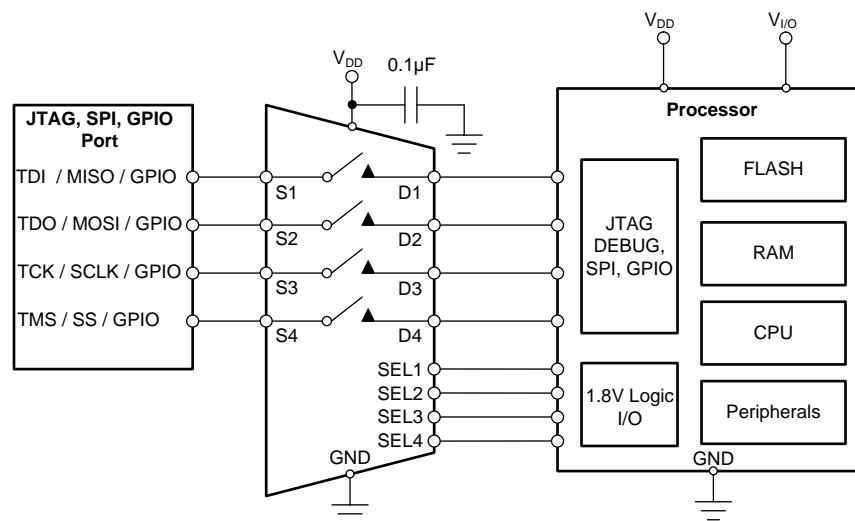 JTAG, SPI, GPIO
Port
TDI / MISO / GPIO
TDO / MOSI / GPIO
TCK / SCLK / GPIO
TMS / SS / GPIO
VDD
0.1µF
S1
D1
S2
D2
S3
D3
S4
D4
SEL1
SEL2
SEL3
SEL4
GND
VDD
VI/O
Processor
JTAG
DEBUG,
SPI, GPIO
1.8V Logic
I/O
FLASH
RAM
CPU
Peripherals
GND